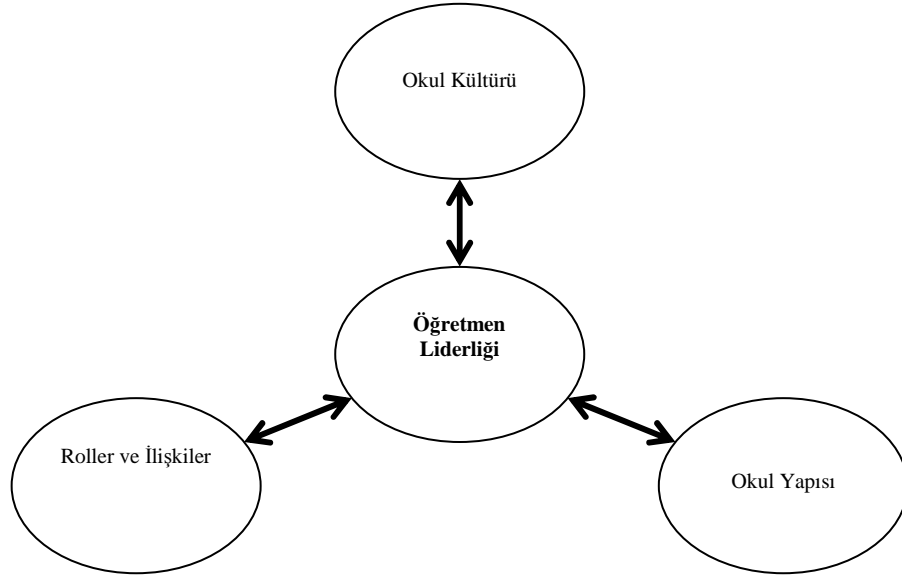 Okul Kültürü
Öğretmen
Liderliği
Roller ve İlişkiler
Okul Yapısı